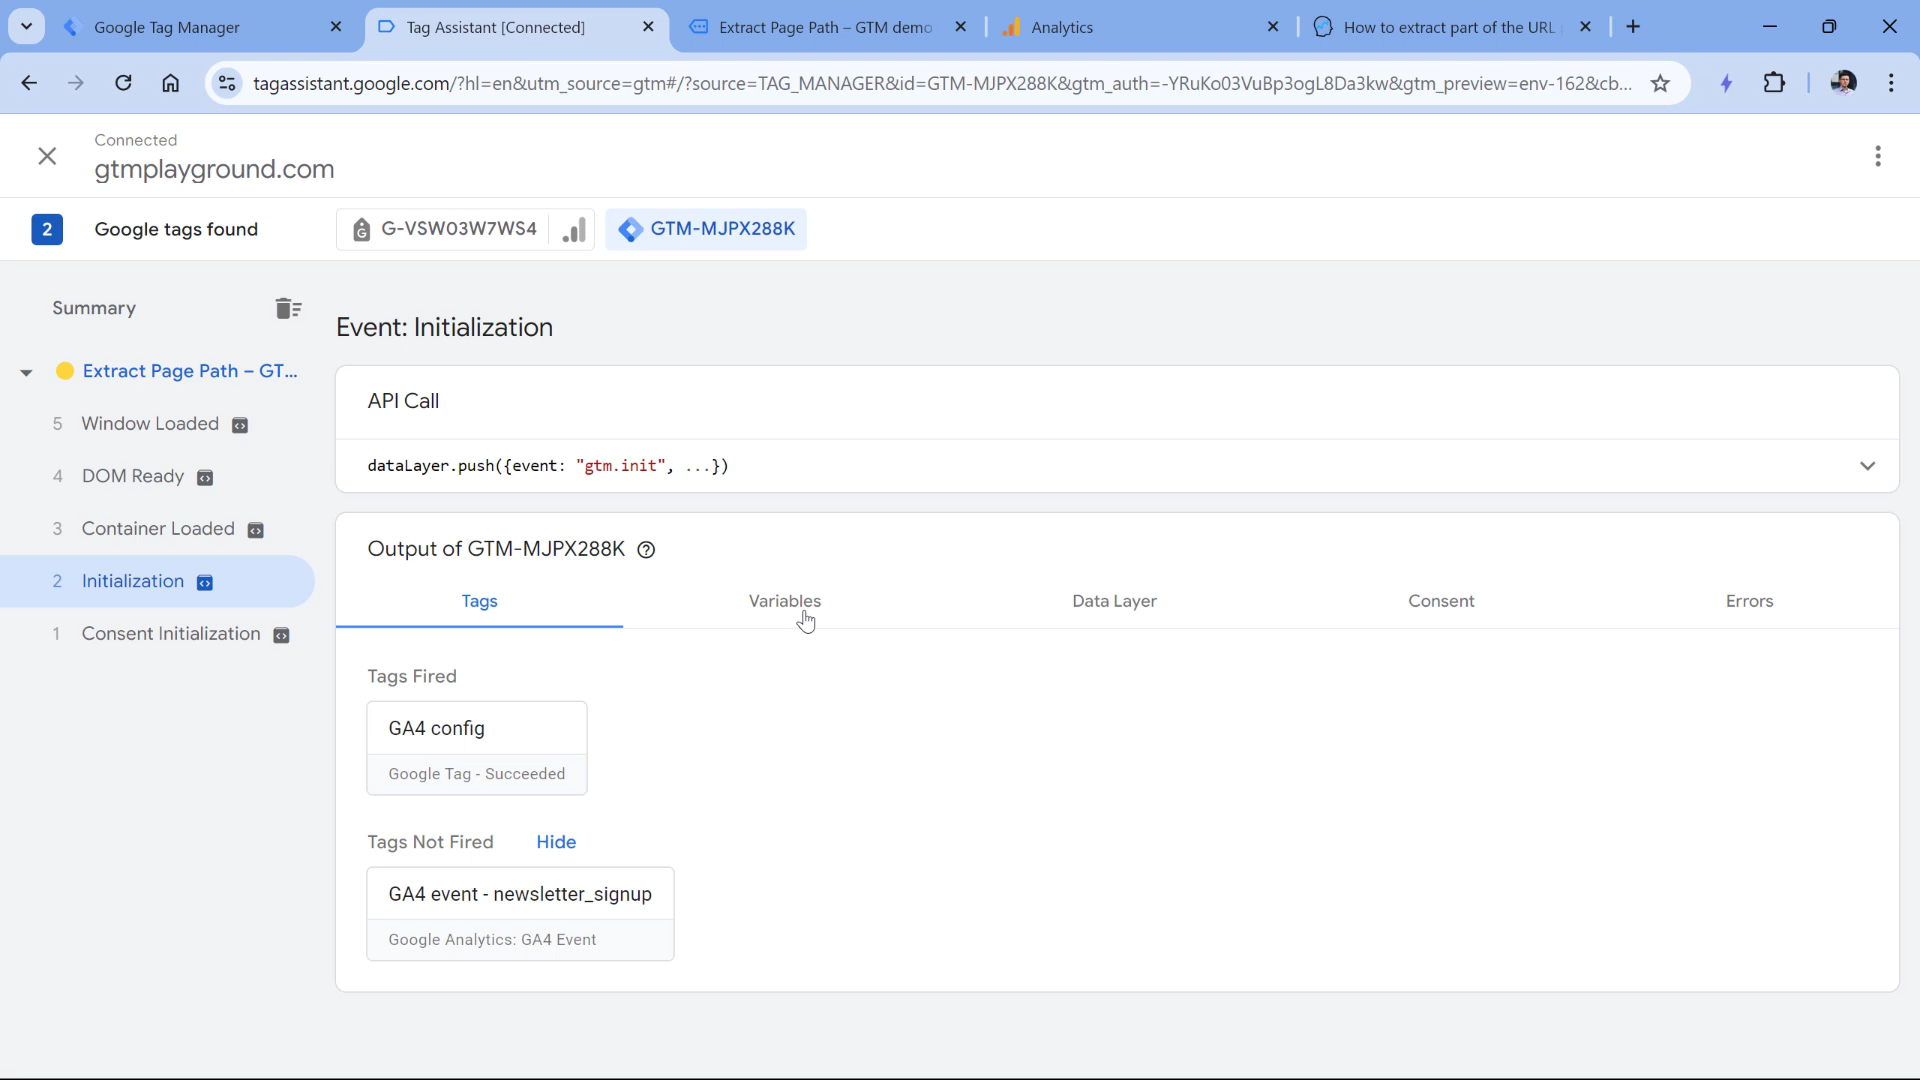 Google Tag Manager
Tag Assistant [Connected]
Extract Page Path – GTM demo
Analytics
How to extract part of the URL
tagassistant.google.com/?hl=en&utm_source=gtm#/?source=TAG_MANAGER&id=GTM-MJPX288K&gtm_auth=-YRuKo03VuBp3ogL8Da3kw&gtm_preview=env-162&cb...
Connected
gtmplayground.com
2 Google tags found
G-VSW03W7WS4
GTM-MJPX288K
Summary
Extract Page Path – GT...
5 Window Loaded
4 DOM Ready
3 Container Loaded
2 Initialization
1 Consent Initialization
Event: Initialization
API Call
dataLayer.push({event: "gtm.init", ...})
Output of GTM-MJPX288K
Tags Variables Data Layer Consent Errors
Tags Fired
GA4 config
Google Tag - Succeeded
Tags Not Fired Hide
GA4 event - newsletter_signup
Google Analytics: GA4 Event